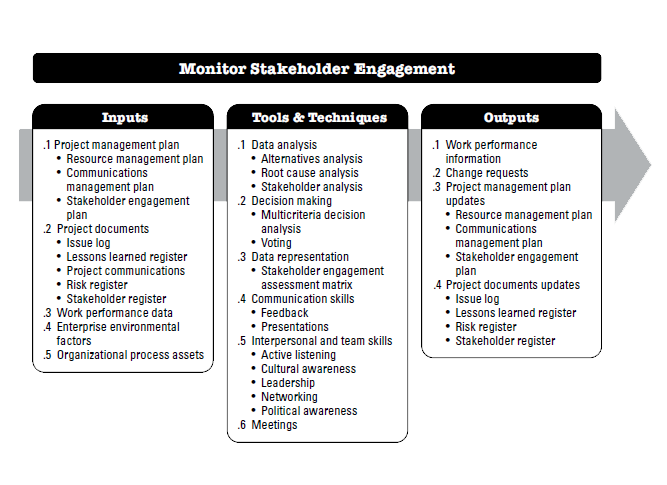 Monitor Stakeholder Engagement
Inputs
.1 Project management plan
• Resource management plan
• Communications
management plan
• Stakeholder engagement
plan
.2 Project documents
• Issue log
• Lessons learned register
• Project communications
• Risk register
• Stakeholder register
.3 Work performance data
.4 Enterprise environmental
factors
.5 Organizational process assets
Tools & Techniques
.1 Data analysis
• Alternatives analysis
• Root cause analysis
• Stakeholder analysis
.2 Decision making
• Multicriteria decision
analysis
• Voting
.3 Data representation
• Stakeholder engagement
assessment matrix
.4 Communication skills
• Feedback
• Presentations
.5 Interpersonal and team skills
• Active listening
• Cultural awareness
• Leadership
• Networking
• Political awareness
.6 Meetings
Outputs
.1 Work performance
information
.2 Change requests
.3 Project management plan
updates
• Resource management plan
• Communications
management plan
• Stakeholder engagement
plan
.4 Project documents updates
• Issue log
• Lessons learned register
• Risk register
• Stakeholder register